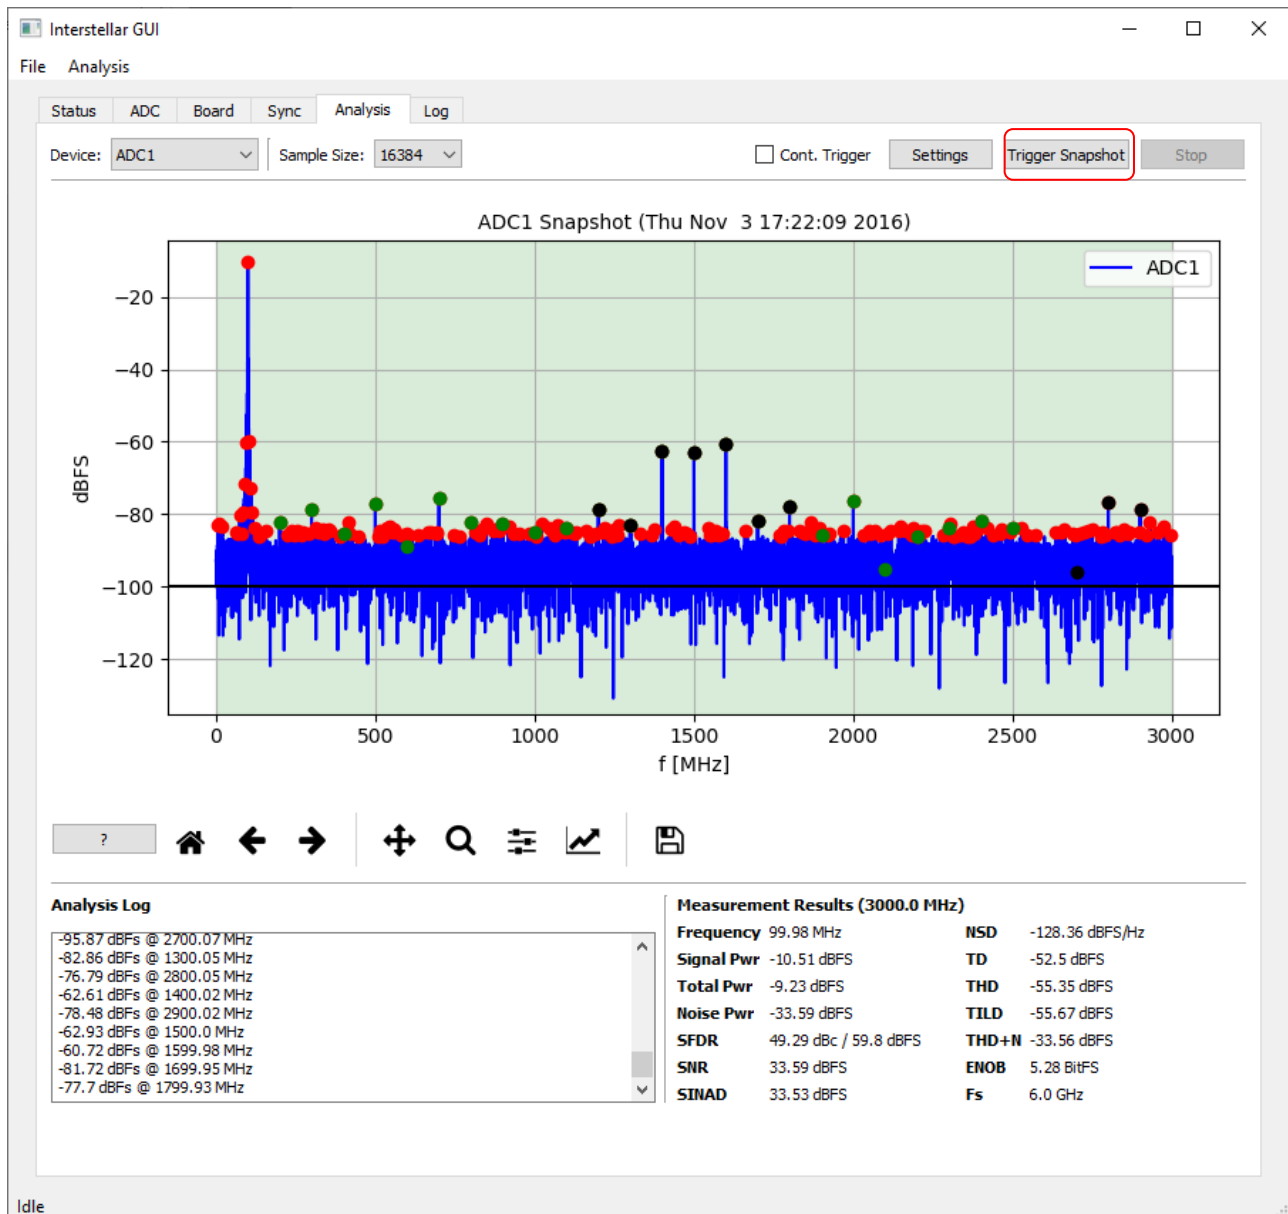 Interstellar GUI
File Analysis
Status ADC Board Sync Analysis Log
Device: ADC1 Sample Size: 16384 Cont. Trigger Settings Trigger Snapshot Stop
ADC1 Snapshot (Thu Nov 3 17:22:09 2016)
ADC1
dBFS
−20
−40
−60
−80
−100
−120
0 500 1000 1500 2000 2500 3000
f [MHz]
?
Analysis Log
-95.87 dBFs @ 2700.07 MHz
-82.86 dBFs @ 1300.05 MHz
-76.79 dBFs @ 2800.05 MHz
-62.61 dBFs @ 1400.02 MHz
-78.48 dBFs @ 2900.02 MHz
-62.93 dBFs @ 1500.0 MHz
-60.72 dBFs @ 1599.98 MHz
-81.72 dBFs @ 1699.95 MHz
-77.7 dBFs @ 1799.93 MHz
Measurement Results (3000.0 MHz)
Frequency 99.98 MHz NSD -128.36 dBFS/Hz
Signal Pwr -10.51 dBFS TD -52.5 dBFS
Total Pwr -9.23 dBFS THD -55.35 dBFS
Noise Pwr -33.59 dBFS TILD -55.67 dBFS
SFDR 49.29 dBc / 59.8 dBFS THD+N -33.56 dBFS
SNR 33.59 dBFS ENOB 5.28 BitFS
SINAD 33.53 dBFS Fs 6.0 GHz
Idle